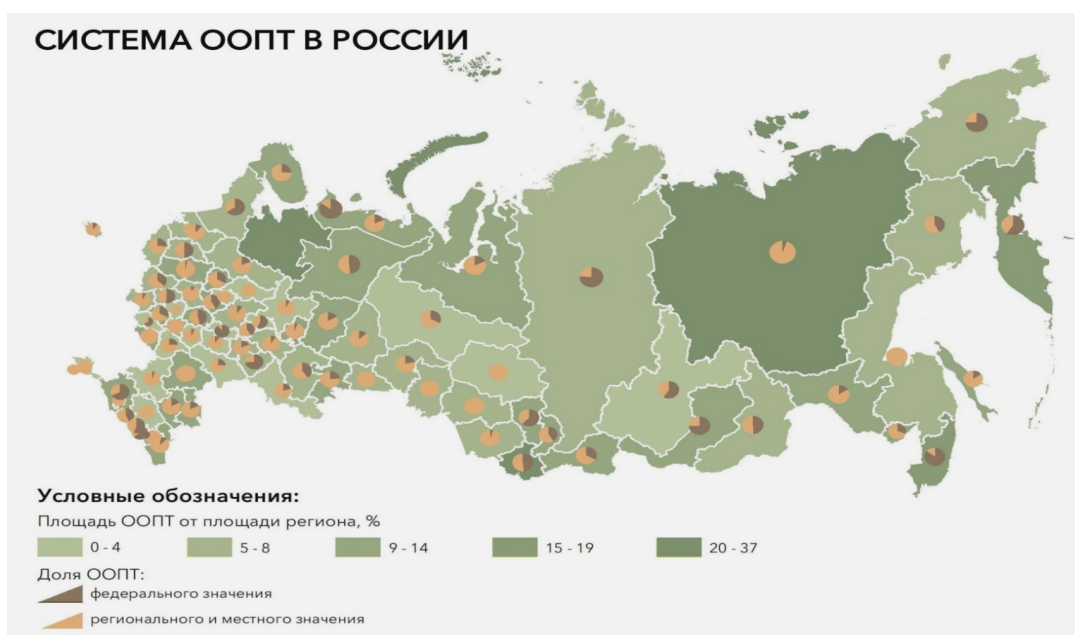 СИСТЕМА ООПТ В РОССИИ
Условные обозначения:
Площадь ООПТ от площади региона, %
0 - 4 5 - 8 9 - 14 15 - 19 20 - 37
Доля ООПТ:
федерального значения
регионального и местного значения